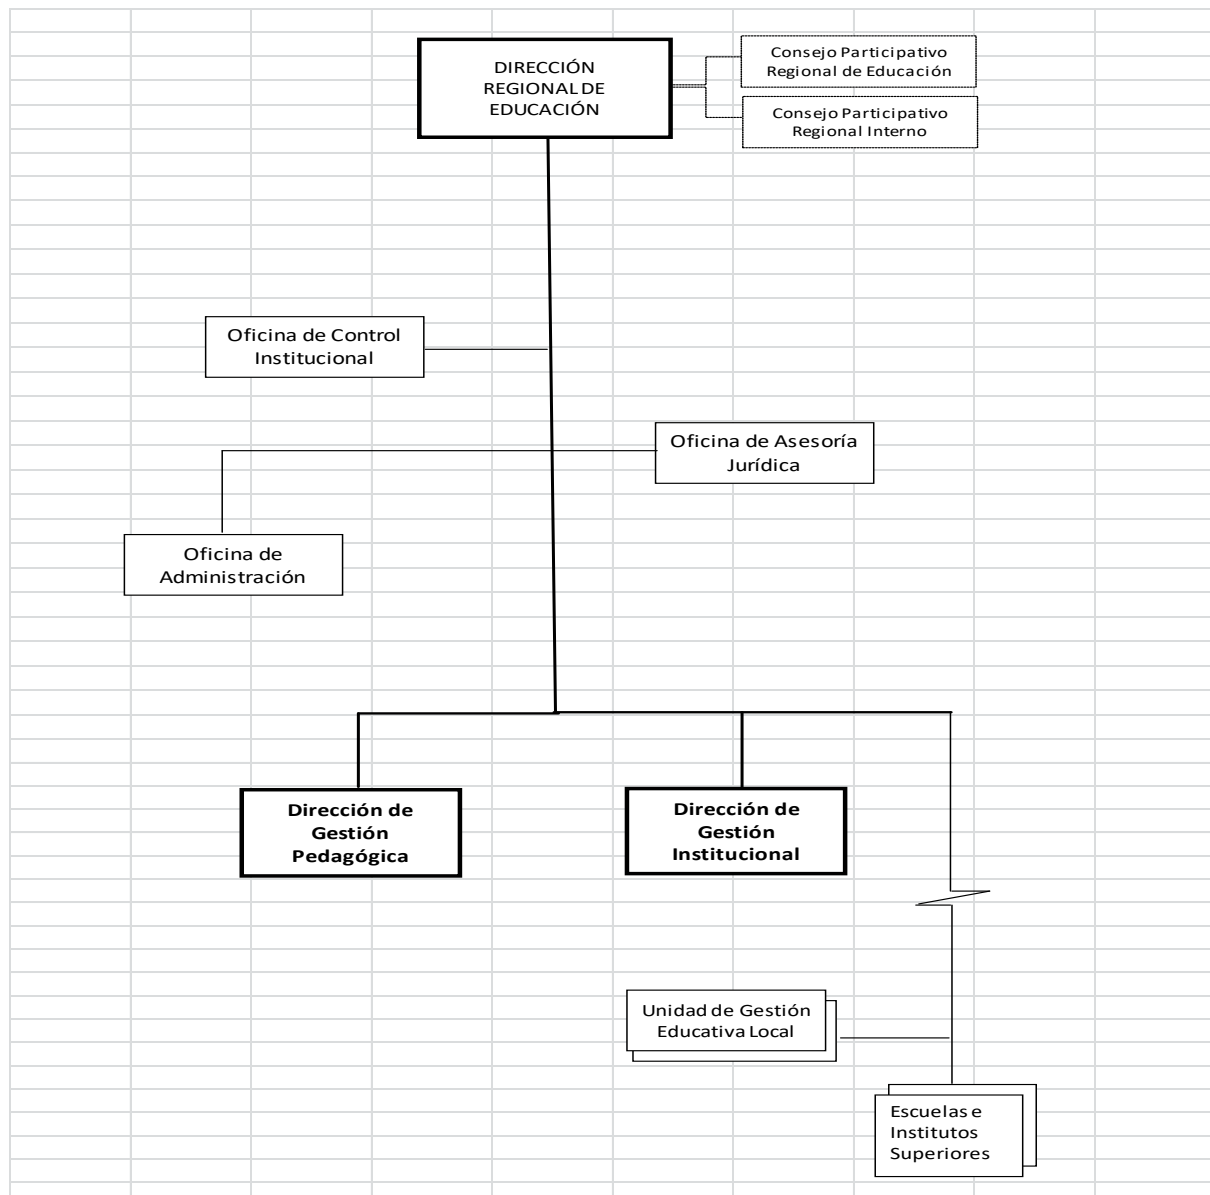 DIRECCIÓN
REGIONAL DE
EDUCACIÓN
Consejo Participativo
Regional de Educación
Consejo Participativo
Regional Interno
Oficina de Control
Institucional
Oficina de Asesoría
Jurídica
Oficina de
Administración
Dirección de
Gestión
Pedagógica
Dirección de
Gestión
Institucional
Unidad de Gestión
Educativa Local
Escuelas e
Institutos
Superiores